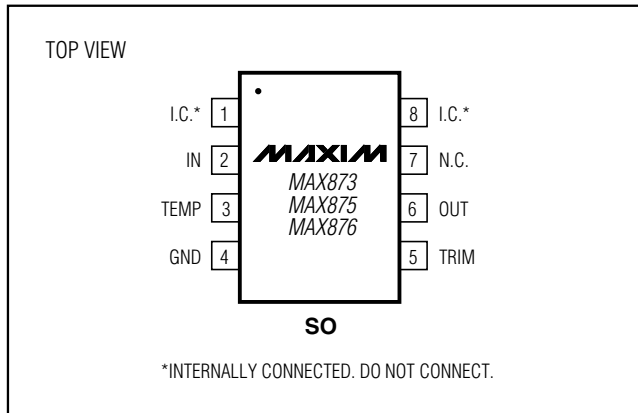 TOP VIEW
I.C.* 1
8 I.C.*
IN 2
MAXIM
7 N.C.
MAX873
TEMP 3
MAX875
6 OUT
MAX876
GND 4
5 TRIM
SO
*INTERNALLY CONNECTED. DO NOT CONNECT.